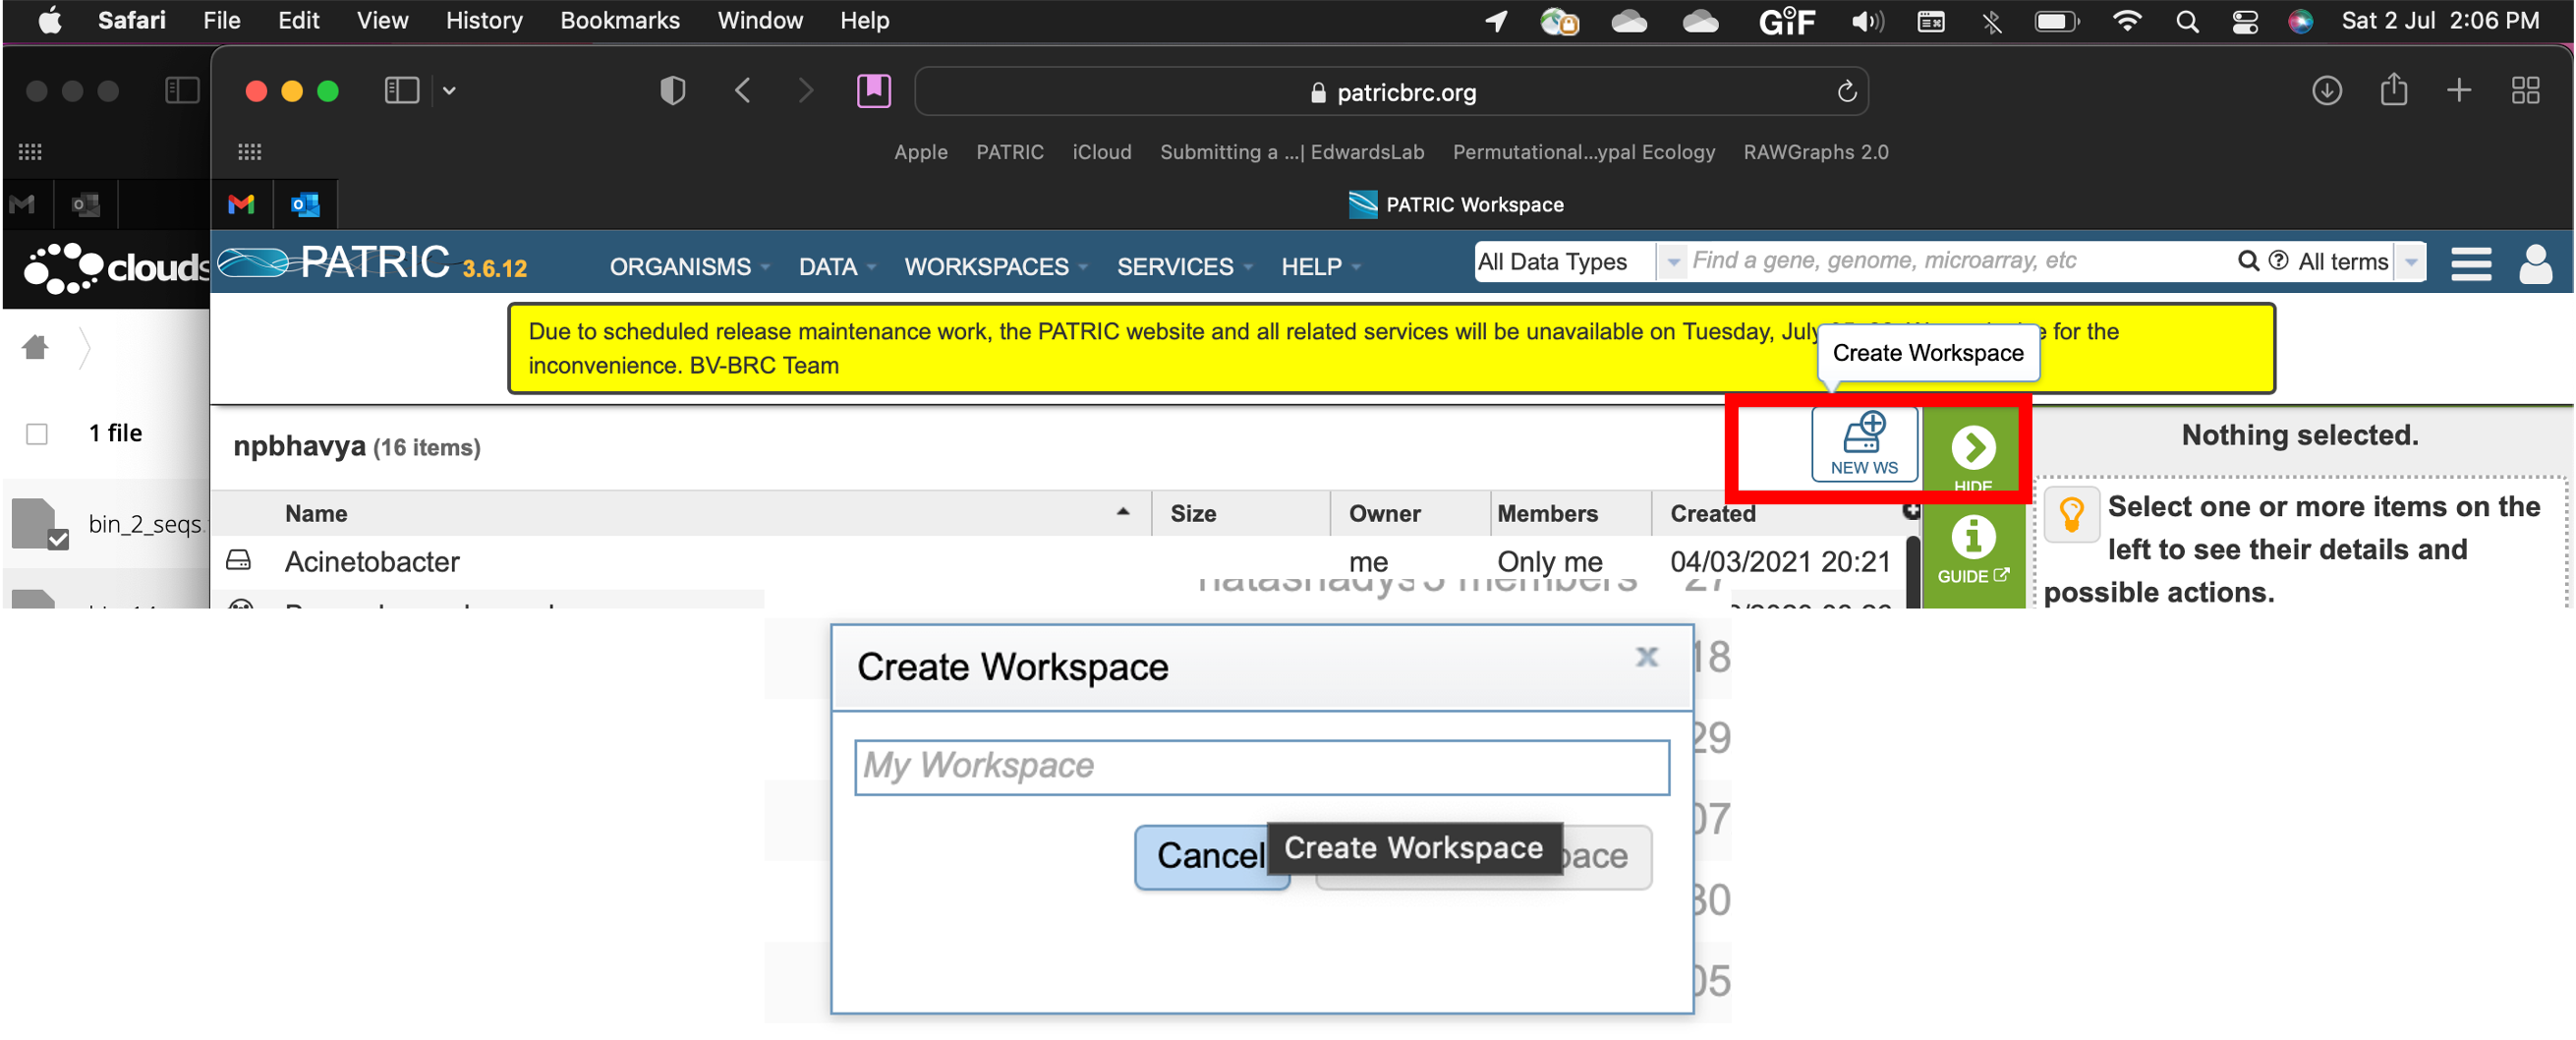 Safari File Edit View History Bookmarks Window Help GIF Sat 2 Jul 2:06 PM
patricbrc.org
Apple PATRIC iCloud Submitting a ...| EdwardsLab Permutational...ypal Ecology RAWGraphs 2.0
PATRIC Workspace
clouds
PATRIC 3.6.12 ORGANISMS DATA WORKSPACES SERVICES HELP All Data Types Find a gene, genome, microarray, etc All terms
Due to scheduled release maintenance work, the PATRIC website and all related services will be unavailable on Tuesday, July for the
inconvenience. BV-BRC Team
Create Workspace
1 file
npbhavya (16 items)
NEW WS
HIDE
Nothing selected.
Name Size Owner Members Created
bin_2_seqs.
Acinetobacter me Only me 04/03/2021 20:21
GUIDE
Select one or more items on the
left to see their details and
possible actions.
members 27
Create Workspace x
18
29
My Workspace
07
Cancel Create Workspace pace
30
05